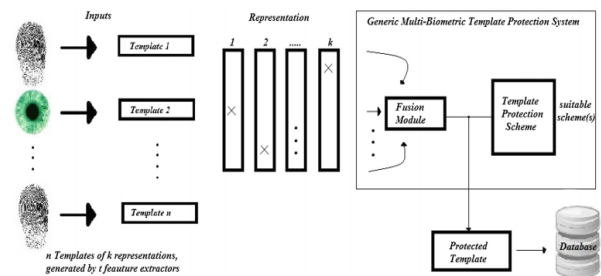 Inputs
Representation
Generic Multi-Biometric Template Protection System
Template 1
Template 2
Template n
1 2 ..... k
Fusion
Module
Template
Protection
Scheme
suitable
scheme(s)
Protected
Template
Database
n Templates of k representations,
generated by t feauture extractors